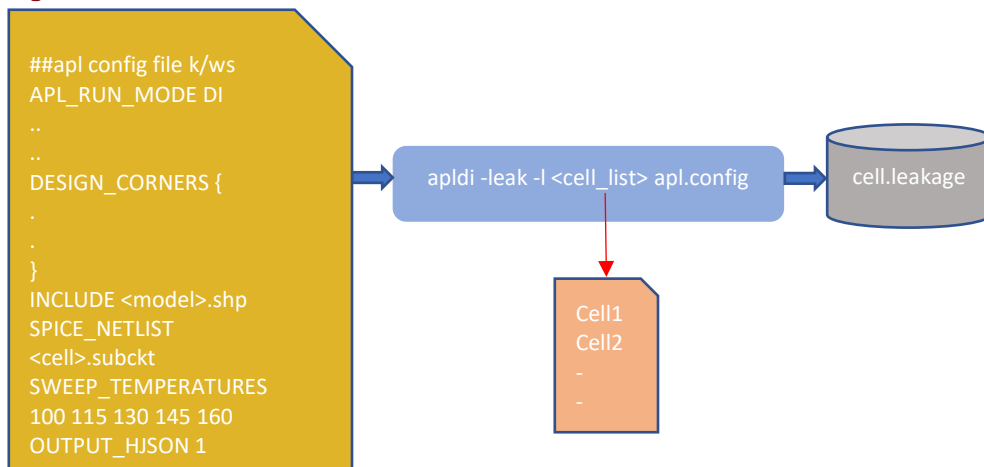 ##apl config file k/ws
APL_RUN_MODE DI
..
..
DESIGN_CORNERS {
.
.
}
INCLUDE <model>.shp
SPICE_NETLIST
<cell>.subckt
SWEEP_TEMPERATURES
100 115 130 145 160
OUTPUT_HJSON 1
apldi -leak -l <cell_list> apl.config
cell.leakage
Cell1
Cell2
-
-